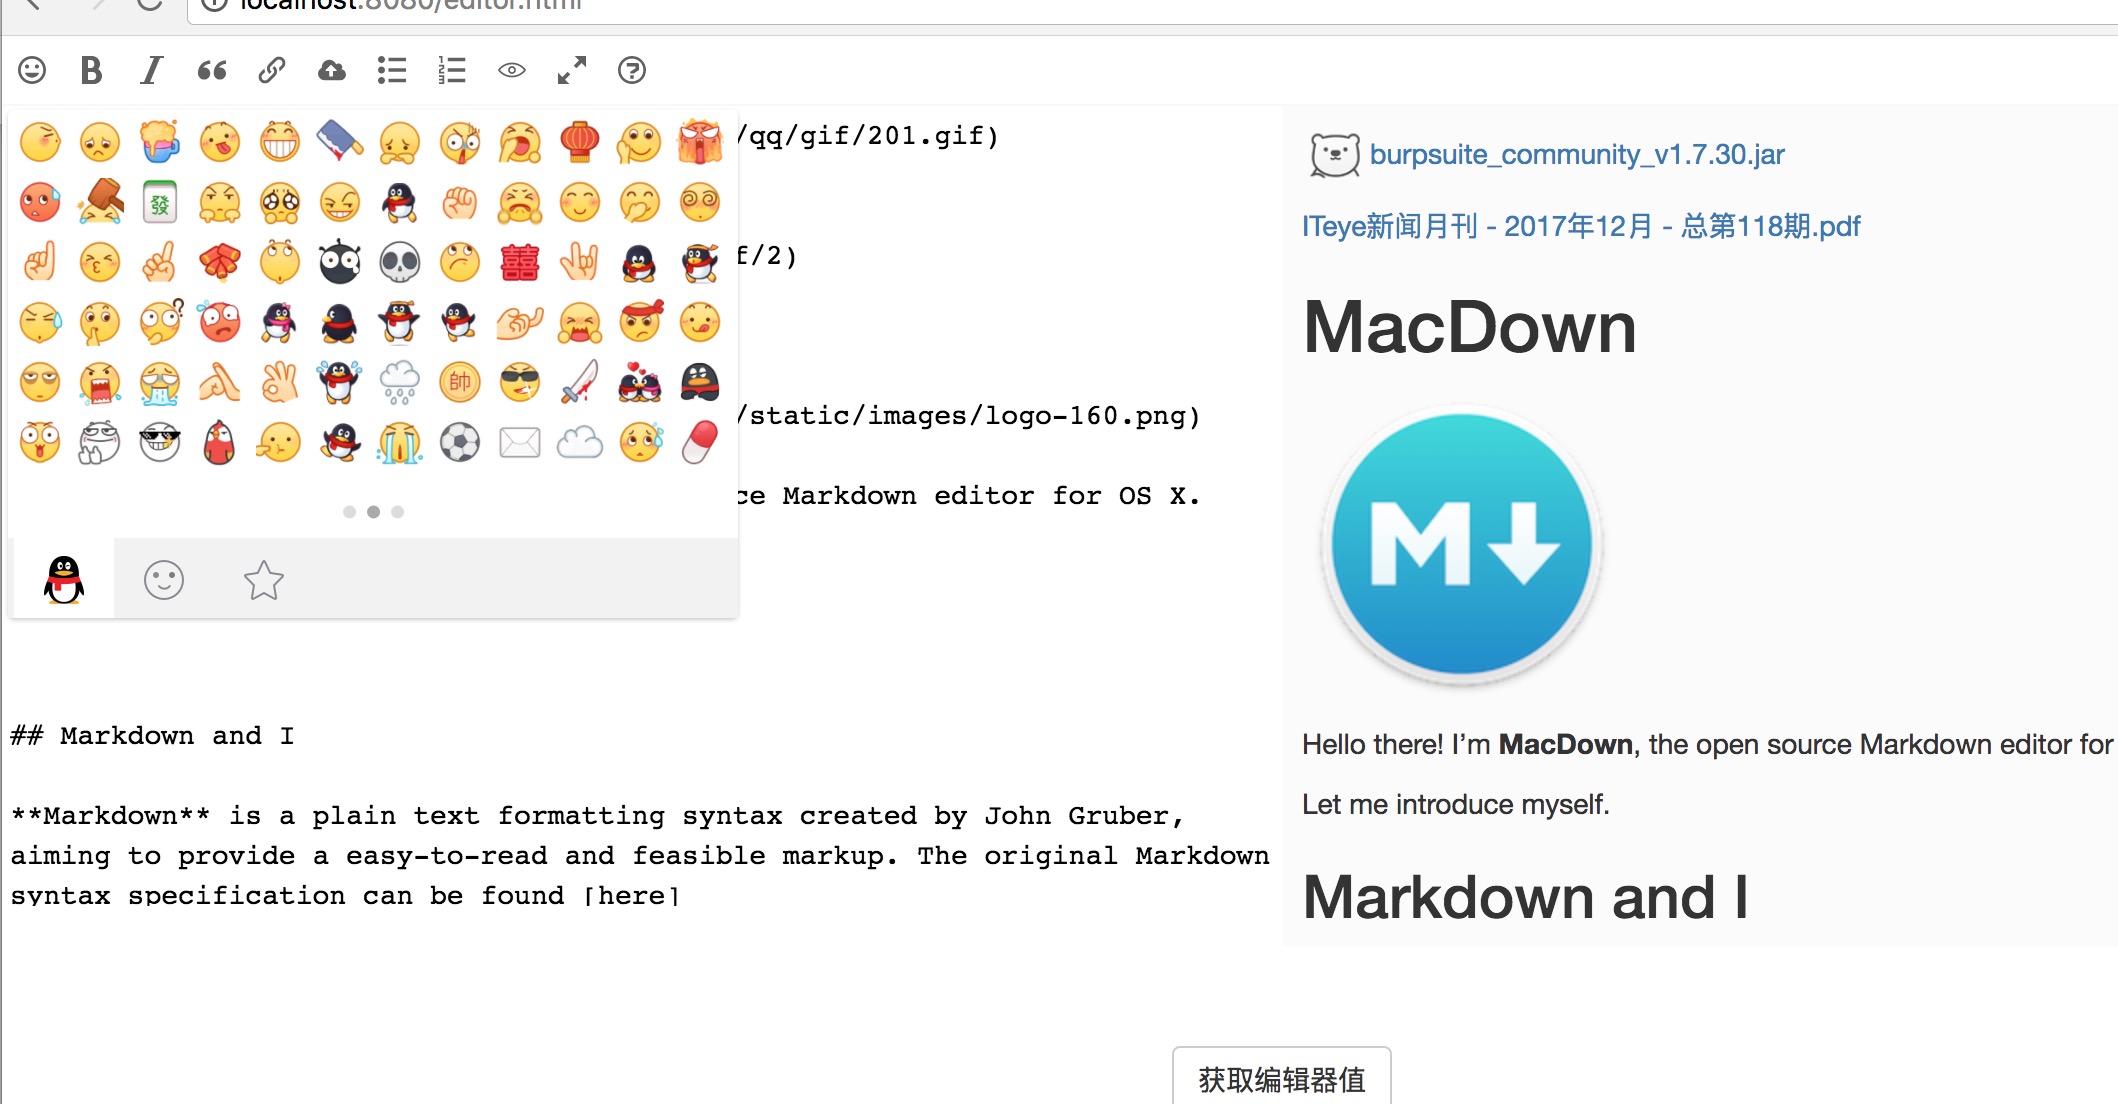 localhost:8080/editor.html
/qq/gif/201.gif)
f/2)
/static/images/logo-160.png)
ce Markdown editor for OS X.
## Markdown and I
**Markdown** is a plain text formatting syntax created by John Gruber,
aiming to provide a easy-to-read and feasible markup. The original Markdown
syntax specification can be found [here]
發
囍
帥
burpsuite_community_v1.7.30.jar
ITeye新闻月刊 - 2017年12月 - 总第118期.pdf
MacDown
M
Hello there! I’m MacDown, the open source Markdown editor for
Let me introduce myself.
Markdown and I
获取编辑器值